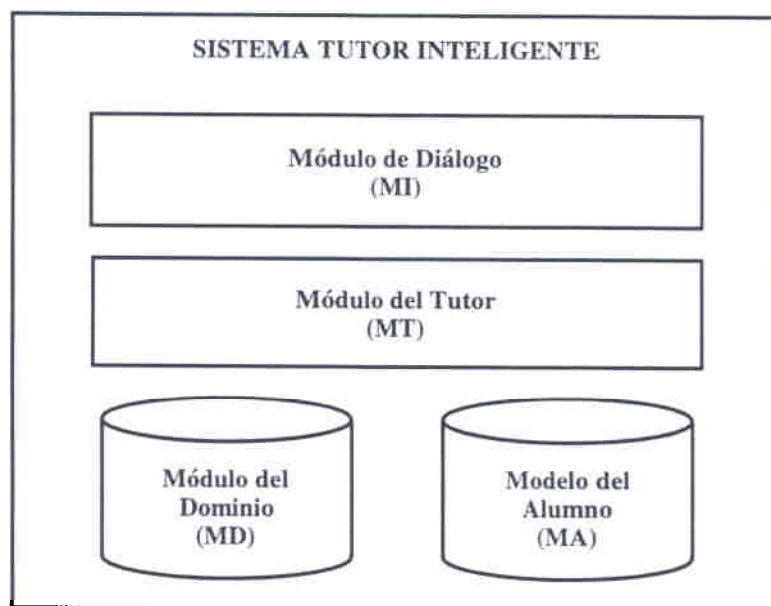 SISTEMA TUTOR INTELIGENTE
Módulo de Diálogo
(MI)
Módulo del Tutor
(MT)
Módulo del
Dominio
(MD)
Modelo del
Alumno
(MA)